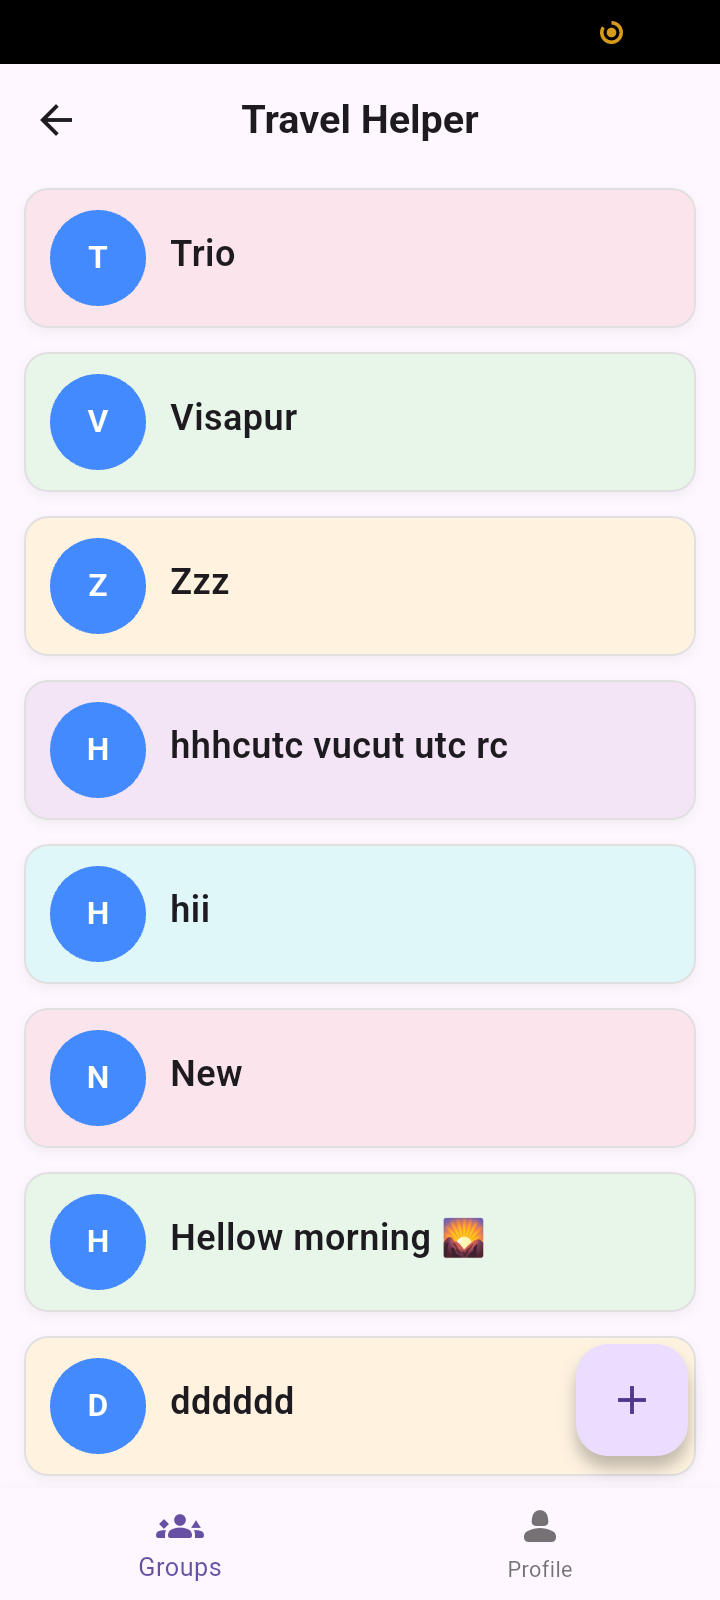 Travel Helper
T
Trio
V
Visapur
Z
Zzz
H
hhhcutc vucut utc rc
H
hii
N
New
H
Hellow morning 🌄
D
dddddd
Groups
Profile